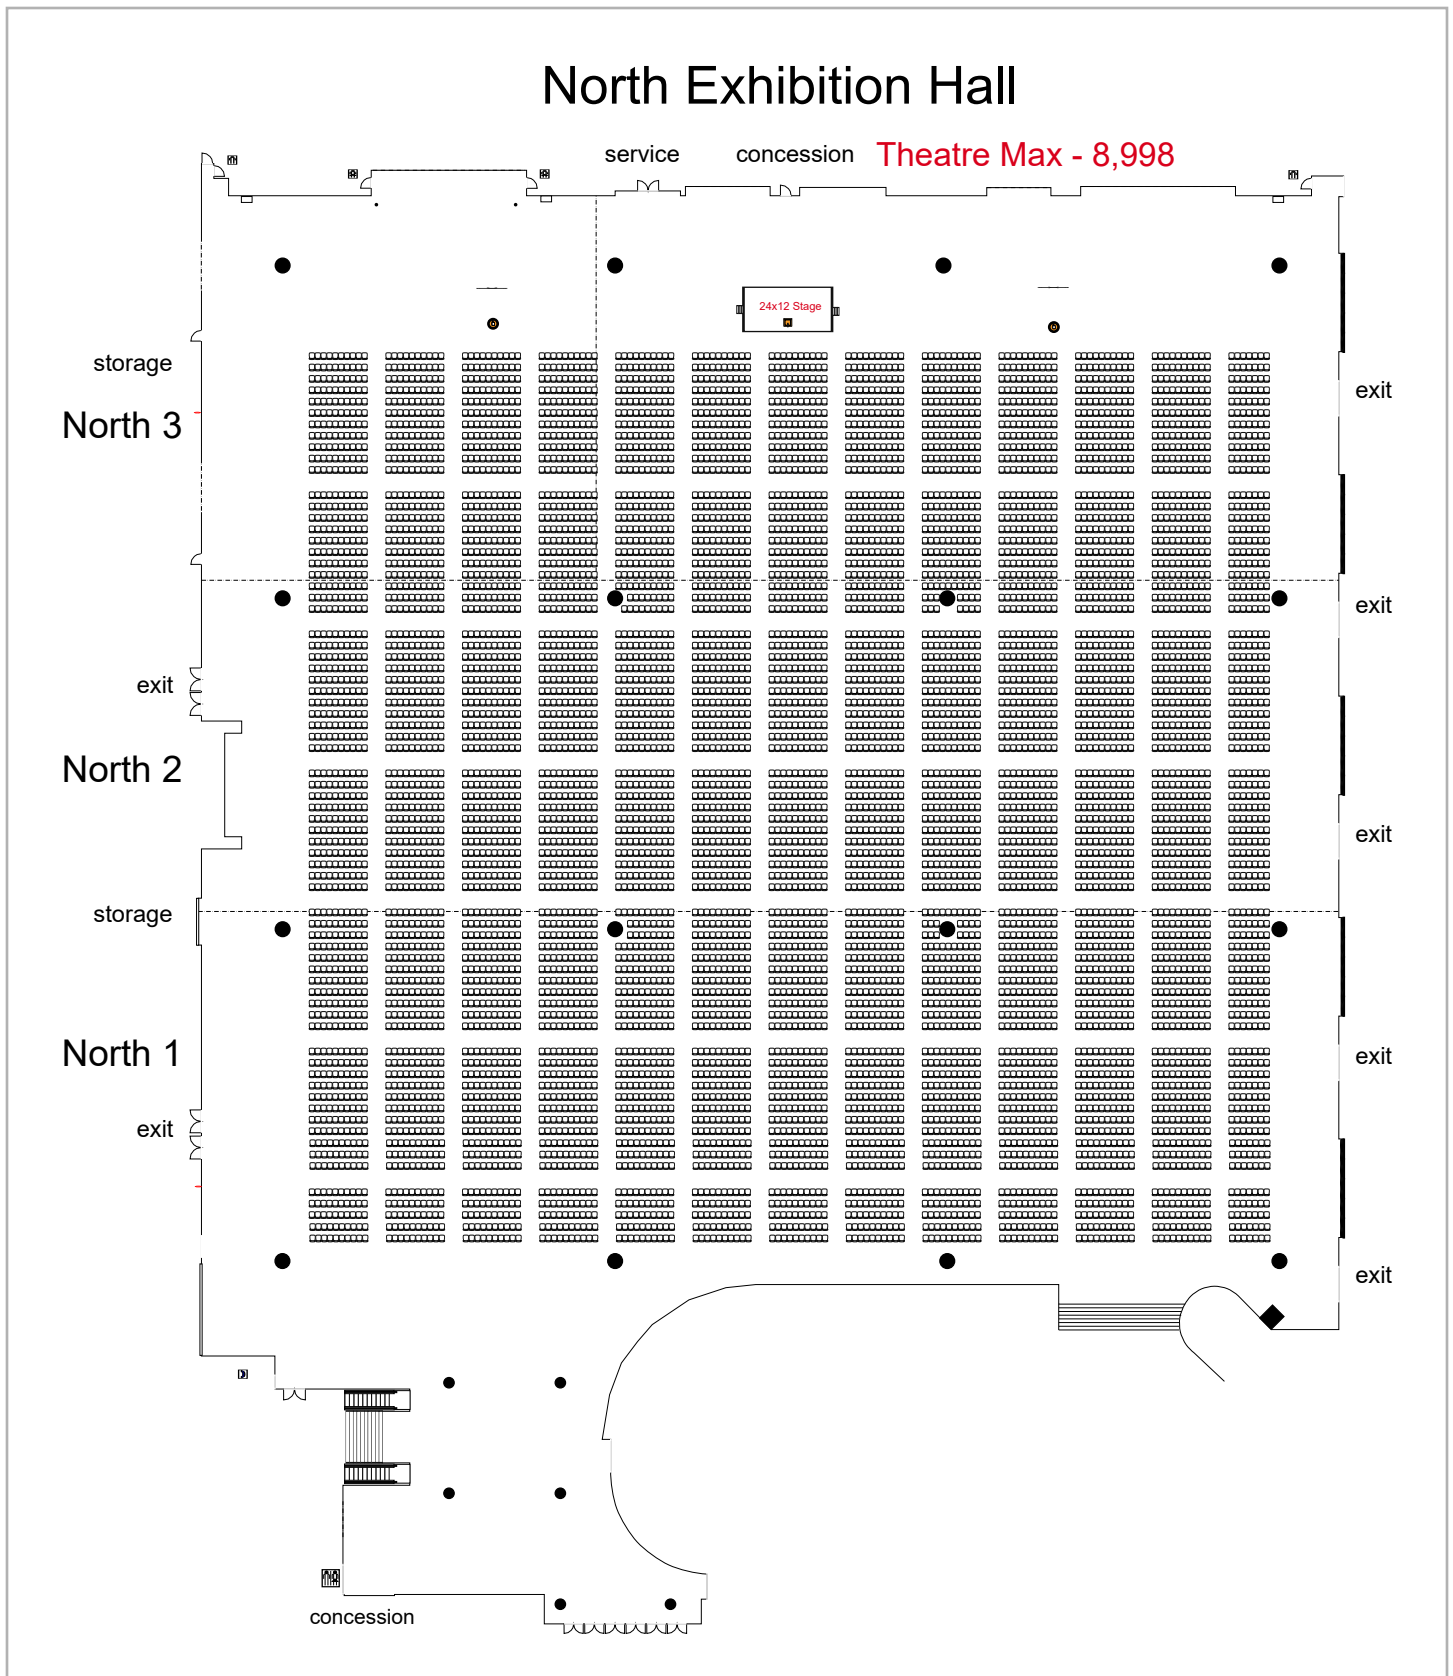 North Exhibition Hall
service
concession
Theatre Max - 8,998
24x12 Stage
storage
exit
North 3
exit
exit
North 2
exit
storage
North 1
exit
exit
exit
concession